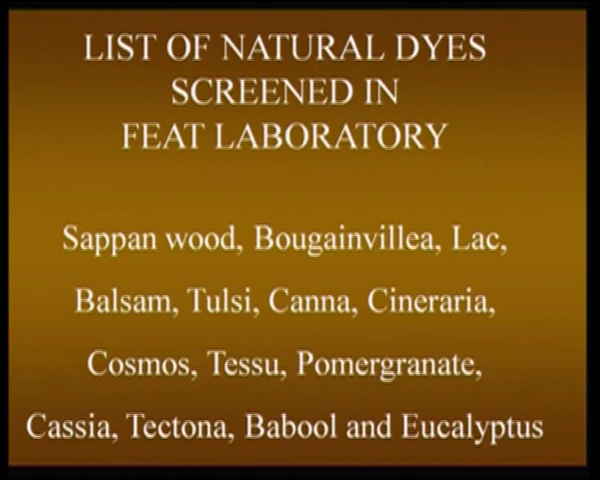 LIST OF NATURAL DYES
SCREENED IN
FEAT LABORATORY
Sappan wood, Bougainvillea, Lac,
Balsam, Tulsi, Canna, Cineraria,
Cosmos, Tessu, Pomergranate,
Cassia, Tectona, Babool and Eucalyptus